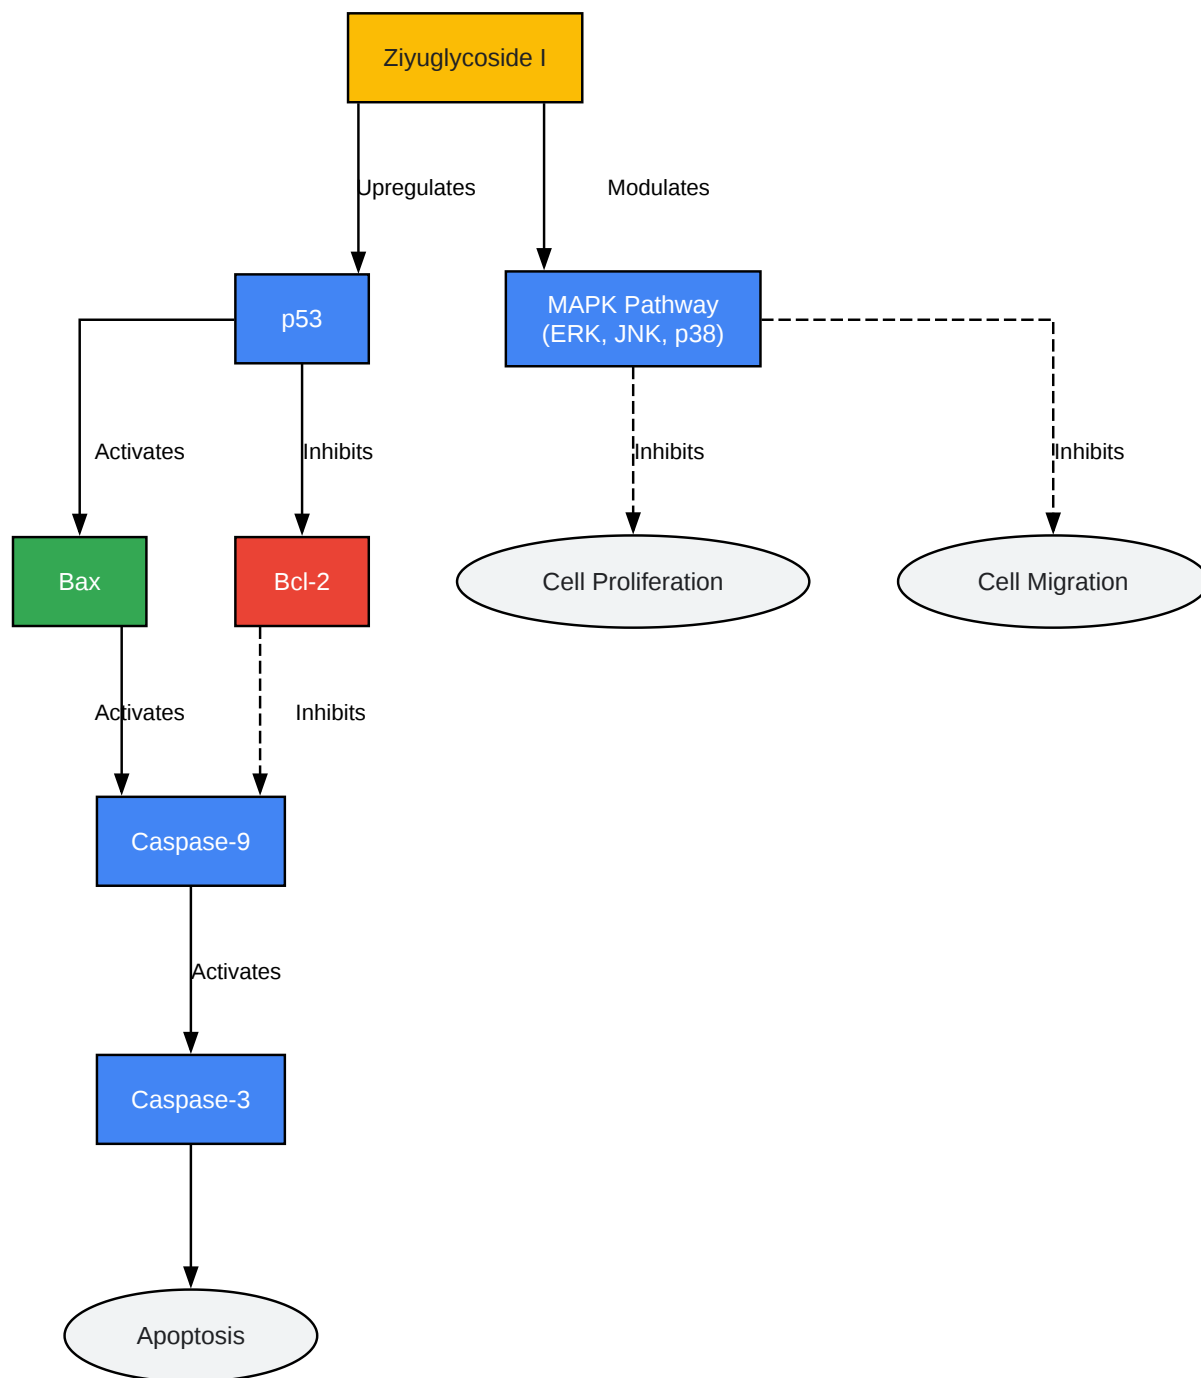 Ziyuglycoside I
Upregulates
Modulates
p53
MAPK Pathway
(ERK, JNK, p38)
Activates
Inhibits
Inhibits
Inhibits
Bax
Bcl-2
Cell Proliferation
Cell Migration
Activates
Inhibits
Caspase-9
Activates
Caspase-3
Apoptosis